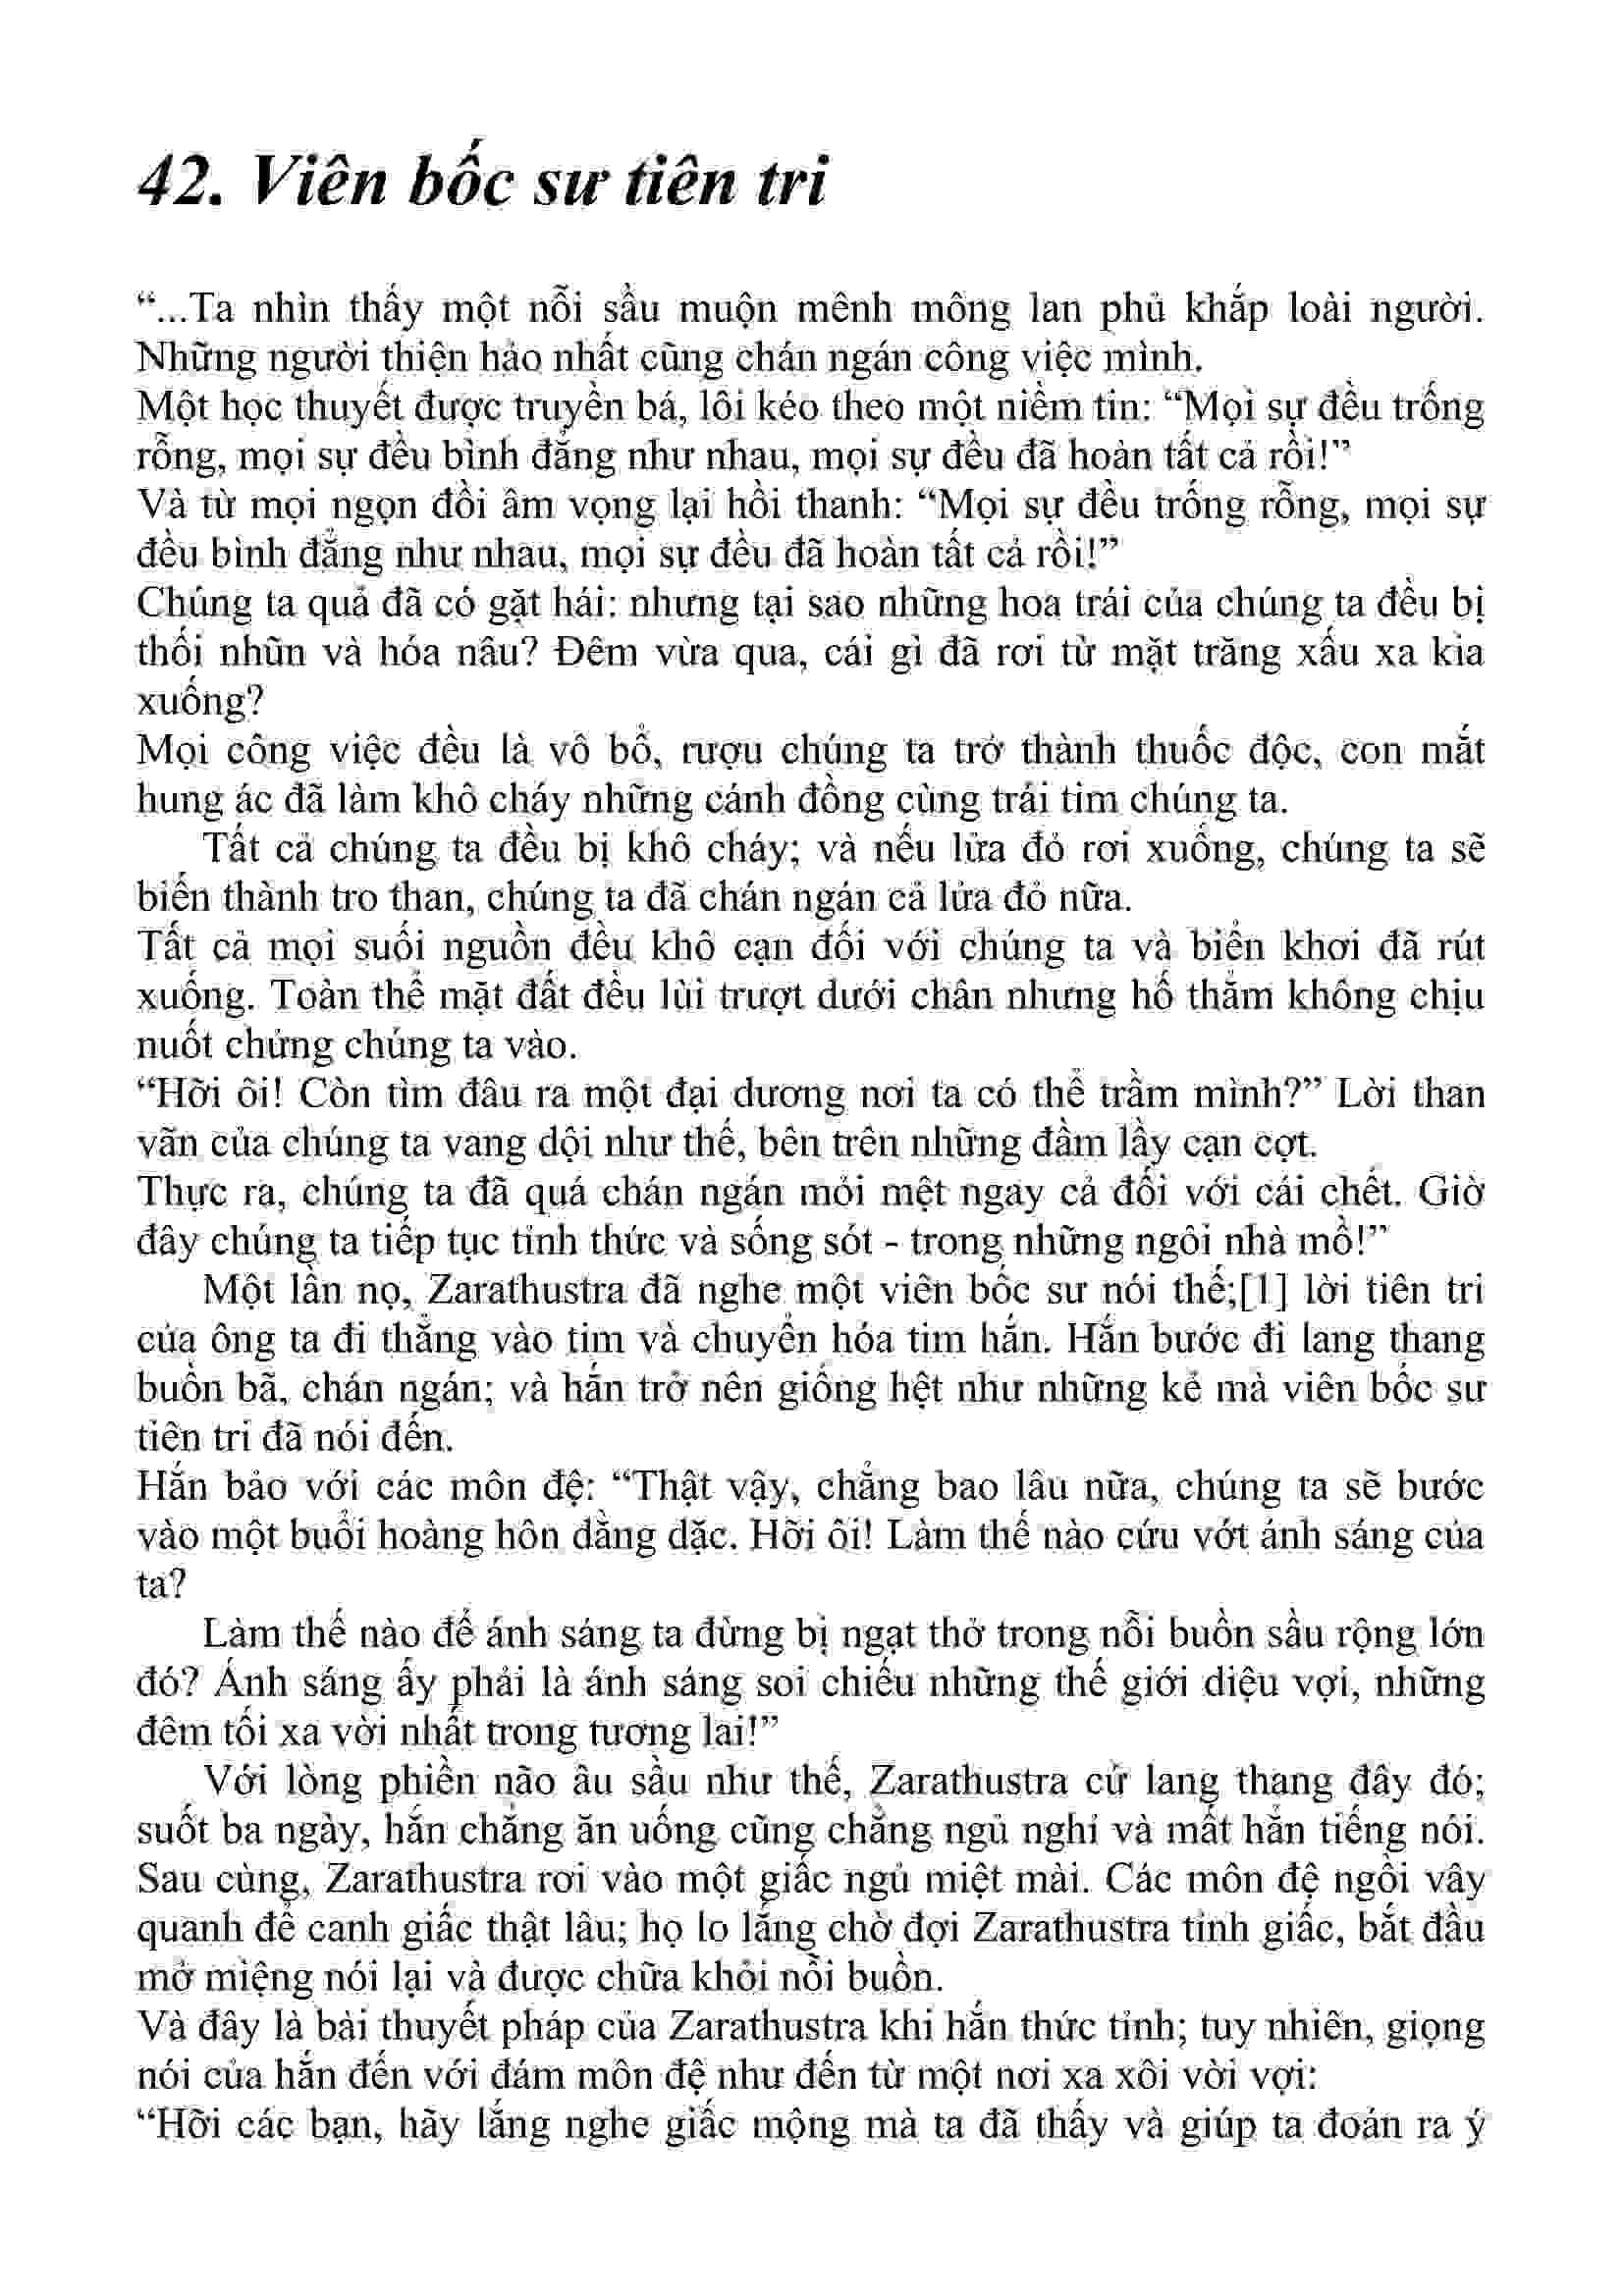 42. Viên bốc sư tiên tri
“...Ta nhìn thấy một nỗi sầu muộn mênh mông lan phủ khắp loài người.
Những người thiện hảo nhất cũng chán ngán công việc mình.
Một học thuyết được truyền bá, lôi kéo theo một niềm tin: “Mọi sự đều trống
rỗng, mọi sự đều bình đẳng như nhau, mọi sự đều đã hoàn tất cả rồi!”
Và từ mọi ngọn đồi âm vọng lại hồi thanh: “Mọi sự đều trống rỗng, mọi sự
đều bình đẳng như nhau, mọi sự đều đã hoàn tất cả rồi!”
Chúng ta quả đã có gặt hái: nhưng tại sao những hoa trái của chúng ta đều bị
thối nhũn và hóa nâu? Đêm vừa qua, cái gì đã rơi từ mặt trăng xấu xa kia
xuống?
Mọi công việc đều là vô bổ, rượu chúng ta trở thành thuốc độc, con mắt
hung ác đã làm khô cháy những cánh đồng cùng trái tim chúng ta.
Tất cả chúng ta đều bị khô cháy; và nếu lửa đỏ rơi xuống, chúng ta sẽ
biến thành tro than, chúng ta đã chán ngán cả lửa đỏ nữa.
Tất cả mọi suối nguồn đều khô cạn đối với chúng ta và biển khơi đã rút
xuống. Toàn thể mặt đất đều lùi trượt dưới chân nhưng hố thẳm không chịu
nuốt chửng chúng ta vào.
“Hỡi ôi! Còn tìm đâu ra một đại dương nơi ta có thể trầm mình?” Lời than
vãn của chúng ta vang dội như thế, bên trên những đầm lầy cạn cợt.
Thực ra, chúng ta đã quá chán ngán mỏi mệt ngay cả đối với cái chết. Giờ
đây chúng ta tiếp tục tỉnh thức và sống sót - trong những ngôi nhà mồ!”
Một lần nọ, Zarathustra đã nghe một viên bốc sư nói thế;[1] lời tiên tri
của ông ta đi thẳng vào tim và chuyển hóa tim hắn. Hắn bước đi lang thang
buồn bã, chán ngán; và hắn trở nên giống hệt như những kẻ mà viên bốc sư
tiên tri đã nói đến.
Hắn bảo với các môn đệ: “Thật vậy, chẳng bao lâu nữa, chúng ta sẽ bước
vào một buổi hoàng hôn dằng dặc. Hỡi ôi! Làm thế nào cứu vớt ánh sáng của
ta?
Làm thế nào để ánh sáng ta đừng bị ngạt thở trong nỗi buồn sầu rộng lớn
đó? Ánh sáng ấy phải là ánh sáng soi chiếu những thế giới diệu vợi, những
đêm tối xa vời nhất trong tương lai!”
Với lòng phiền não âu sầu như thế, Zarathustra cứ lang thang đây đó;
suốt ba ngày, hắn chẳng ăn uống cũng chẳng ngủ nghỉ và mất hẳn tiếng nói.
Sau cùng, Zarathustra rơi vào một giấc ngủ miệt mài. Các môn đệ ngồi vây
quanh để canh giấc thật lâu; họ lo lắng chờ đợi Zarathustra tỉnh giấc, bắt đầu
mở miệng nói lại và được chữa khỏi nỗi buồn.
Và đây là bài thuyết pháp của Zarathustra khi hắn thức tỉnh; tuy nhiên, giọng
nói của hắn đến với đám môn đệ như đến từ một nơi xa xôi vời vợi:
“Hỡi các bạn, hãy lắng nghe giấc mộng mà ta đã thấy và giúp ta đoán ra ý